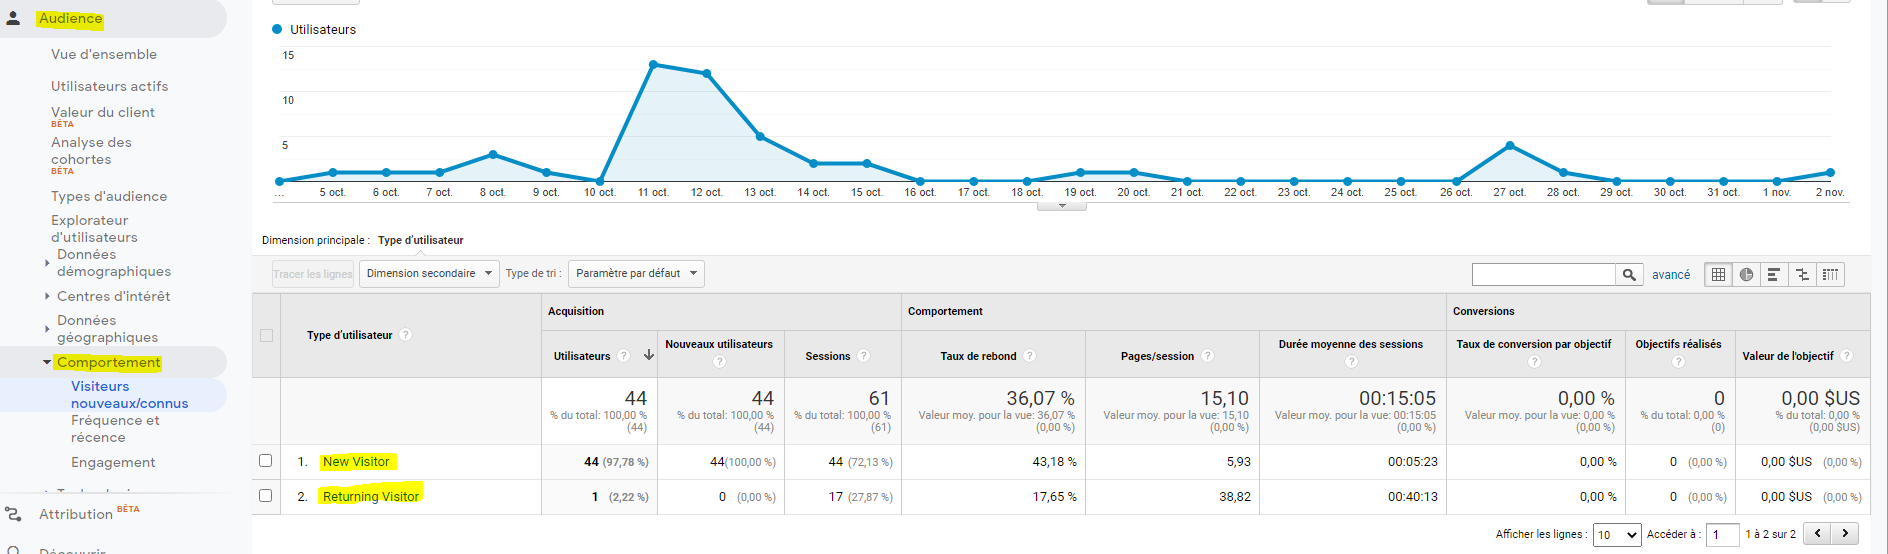 Audience
Vue d'ensemble
Utilisateurs actifs
Valeur du client
BÊTA
Analyse des
cohortes
BÊTA
Types d'audience
Explorateur
d'utilisateurs
Données
démographiques
Centres d'intérêt
Données
géographiques
Comportement
Visiteurs
nouveaux/connus
Fréquence et
récence
Engagement
Attribution BÊTA
Découvrir
Utilisateurs
15
10
5
... 5 oct. 6 oct. 7 oct. 8 oct. 9 oct. 10 oct. 11 oct. 12 oct. 13 oct. 14 oct. 15 oct. 16 oct. 17 oct. 18 oct. 19 oct. 20 oct. 21 oct. 22 oct. 23 oct. 24 oct. 25 oct. 26 oct. 27 oct. 28 oct. 29 oct. 30 oct. 31 oct. 1 nov. 2 nov.
Dimension principale : Type d'utilisateur
Tracer les lignes Dimension secondaire Type de tri : Paramètre par défaut avancé
Type d'utilisateur ? Acquisition Comportement Conversions
Utilisateurs ? Nouveaux utilisateurs ? Sessions ? Taux de rebond ? Pages/session ? Durée moyenne des sessions ? Taux de conversion par objectif ? Objectifs réalisés ? Valeur de l'objectif ?
44 44 61 36,07 % 15,10 00:15:05 0,00 % 0 0,00 $US
% du total: 100,00 % % du total: 100,00 % % du total: 100,00 % Valeur moy. pour la vue: 36,07 % Valeur moy. pour la vue: 15,10 Valeur moy. pour la vue: 00:15:05 Valeur moy. pour la vue: 0,00 % % du total: 0,00 % % du total: 0,00 %
(44) (44) (61) (0,00 %) (0,00 %) (0,00 %) (0,00 %) (0) (0,00 $US)
1. New Visitor 44 (97,78 %) 44(100,00 %) 44 (72,13 %) 43,18 % 5,93 00:05:23 0,00 % 0 (0,00 %) 0,00 $US (0,00 %)
2. Returning Visitor 1 (2,22 %) 0 (0,00 %) 17 (27,87 %) 17,65 % 38,82 00:40:13 0,00 % 0 (0,00 %) 0,00 $US (0,00 %)
Afficher les lignes : 10 Accéder à : 1 1 à 2 sur 2